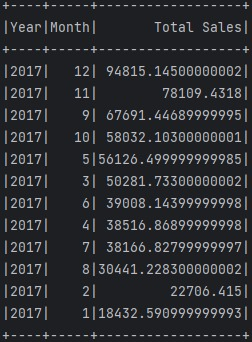 +----+-----+------------------+
|Year|Month|       Total Sales|
+----+-----+------------------+
|2017|   12| 94815.14500000002|
|2017|   11|        78109.4318|
|2017|    9| 67691.44689999995|
|2017|   10| 58032.10300000001|
|2017|    5|56126.499999999985|
|2017|    3| 50281.73300000002|
|2017|    6| 39008.14399999998|
|2017|    4| 38516.86899999998|
|2017|    7| 38166.82799999997|
|2017|    8|30441.228300000002|
|2017|    2|         22706.415|
|2017|    1|18432.590999999993|
+----+-----+------------------+